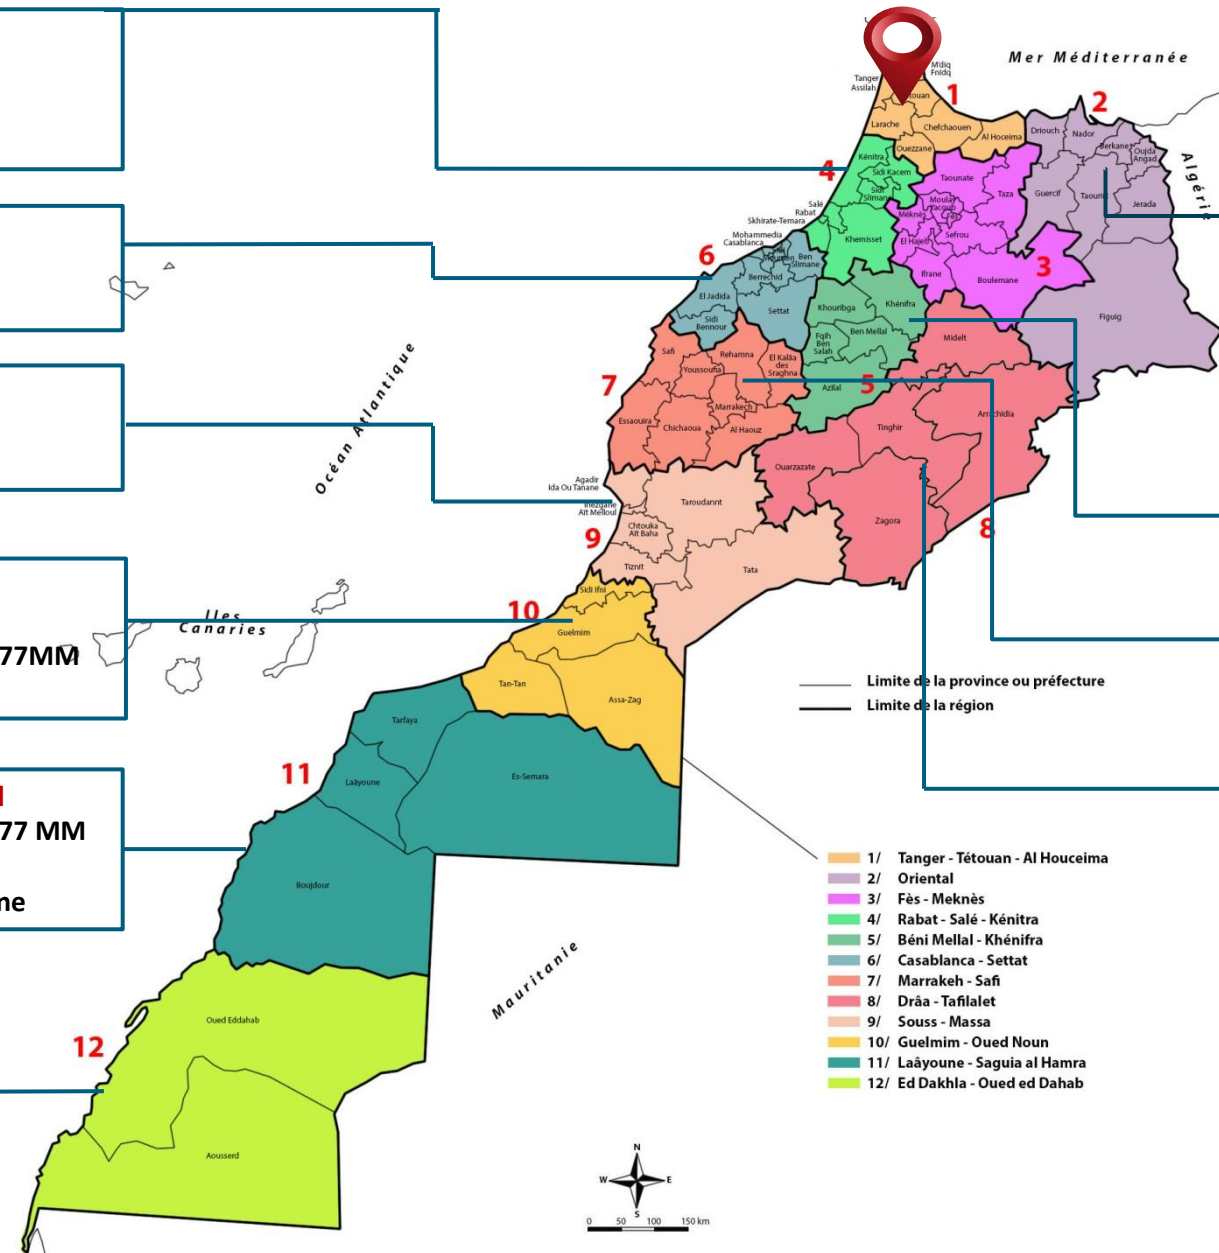 Mer Méditerranée
M'diq
Fnidq
Tanger
Assilah
1
2
Larache
Chefchaouen
Al Hoceima
Ouezzane
Driouch
Nador
Berkane
Oujda
Angad
Algérie
4
Kénitra
Sidi Kacem
Sidi
Slimane
Taounate
Taza
Guercif
Taourirt
Jerada
Moulay
Yacoub
Fès
Méknès
Salé
Rabat
Skhirate-Temara
Khemisset
El Hajeb
Sefrou
Mohammedia
Casablanca
Ben
Slimane
6
Berrechid
Ifrane
Boulemane
3
El Jadida
Settat
Khouribga
Khénifra
Figuig
Sidi
Bennour
Ben Mellal
Fqih
Ben
Salah
Midelt
Safi
Rehamna
El Kalâa
des
Sraghna
Youssoufia
7
Azilal
5
Océan Atlantique
Marrakech
Essaouira
Chichaoua
Al Haouz
Arrachidia
Tinghir
Ouarzazate
Agadir
Ida Ou Tanane
Inezgane
Aït Melloul
Taroudannt
Zagora
8
Chtouka
Aït Baha
9
Tiznit
Tata
Sidi Ifni
10
Guelmim
Iles
Canaries
77MM
Tan-Tan
Assa-Zag
Limite de la province ou préfecture
Limite de la région
Tarfaya
11
Laâyoune
Es-Semara
77 MM
Boujdour
Mauritanie
Oued Eddahab
12
Aousserd
1/ Tanger - Tétouan - Al Houceima
2/ Oriental
3/ Fès - Meknès
4/ Rabat - Salé - Kénitra
5/ Béni Mellal - Khénifra
6/ Casablanca - Settat
7/ Marrakeh - Safi
8/ Drâa - Tafilalet
9/ Souss - Massa
10/ Guelmim - Oued Noun
11/ Laâyoune - Saguia al Hamra
12/ Ed Dakhla - Oued ed Dahab
N
W E
S
0 50 100 150 km